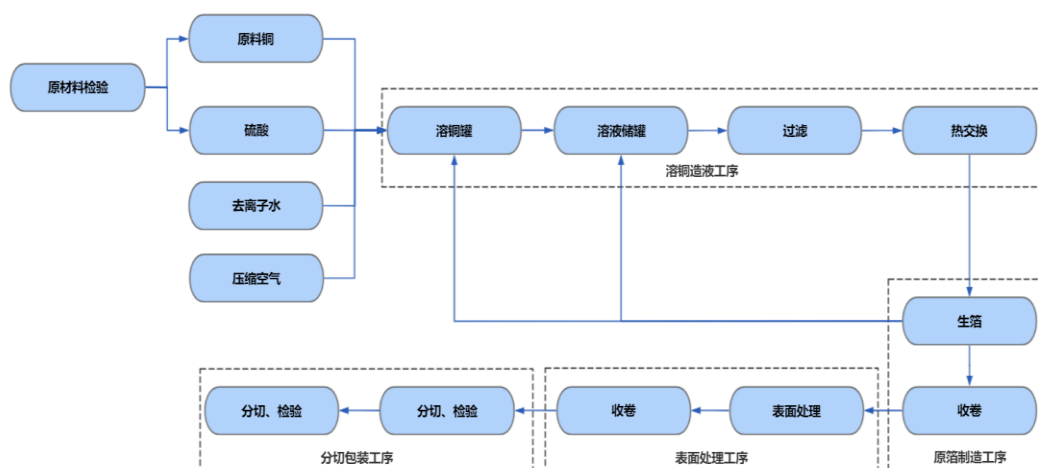 原料铜
原材料检验
硫酸
溶铜罐
溶液储罐
过滤
热交换
溶铜造液工序
去离子水
压缩空气
生箔
分切、检验
分切、检验
收卷
表面处理
收卷
分切包装工序
表面处理工序
原箔制造工序